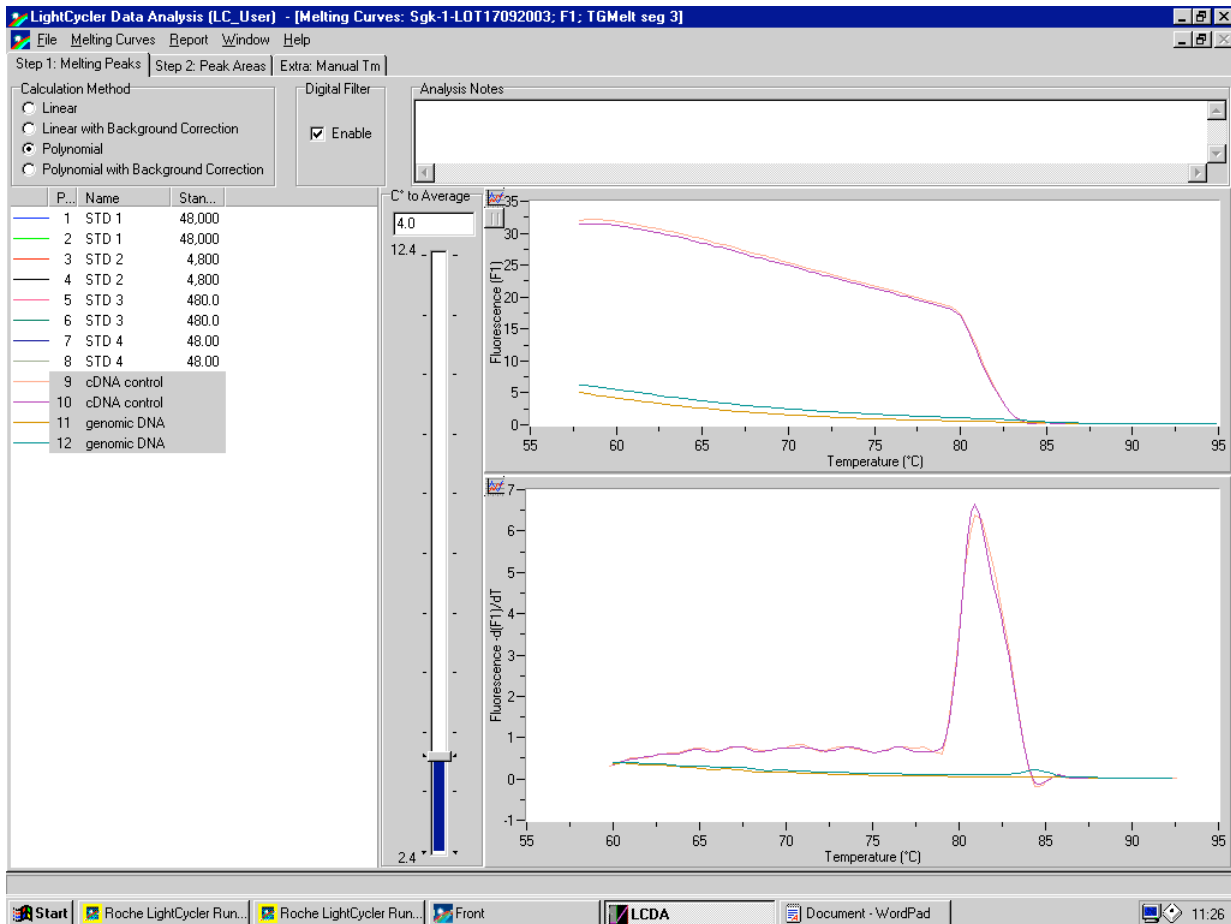 LightCycler Data Analysis (LC_User) - [Melting Curves: Sgk-1-LOT17092003; F1; TGMelt seg 3]
File Melting Curves Report Window Help
Step 1: Melting Peaks Step 2: Peak Areas Extra: Manual Tm
Calculation Method
Linear
Linear with Background Correction
Polynomial
Polynomial with Background Correction
Digital Filter
Enable
Analysis Notes
P... Name Stan...
1 STD 1 48,000
2 STD 1 48,000
3 STD 2 4,800
4 STD 2 4,800
5 STD 3 480.0
6 STD 3 480.0
7 STD 4 48.00
8 STD 4 48.00
9 cDNA control
10 cDNA control
11 genomic DNA
12 genomic DNA
C° to Average
4.0
12.4
2.4
35
30
25
20
15
10
5
0
Fluorescence (F1)
55 60 65 70 75 80 85 90 95
Temperature (°C)
7
6
5
4
3
2
1
0
-1
Fluorescence -d(F1)/dT
55 60 65 70 75 80 85 90 95
Temperature (°C)
Start Roche LightCycler Run... Roche LightCycler Run... Front LCDA Document - WordPad 11:28